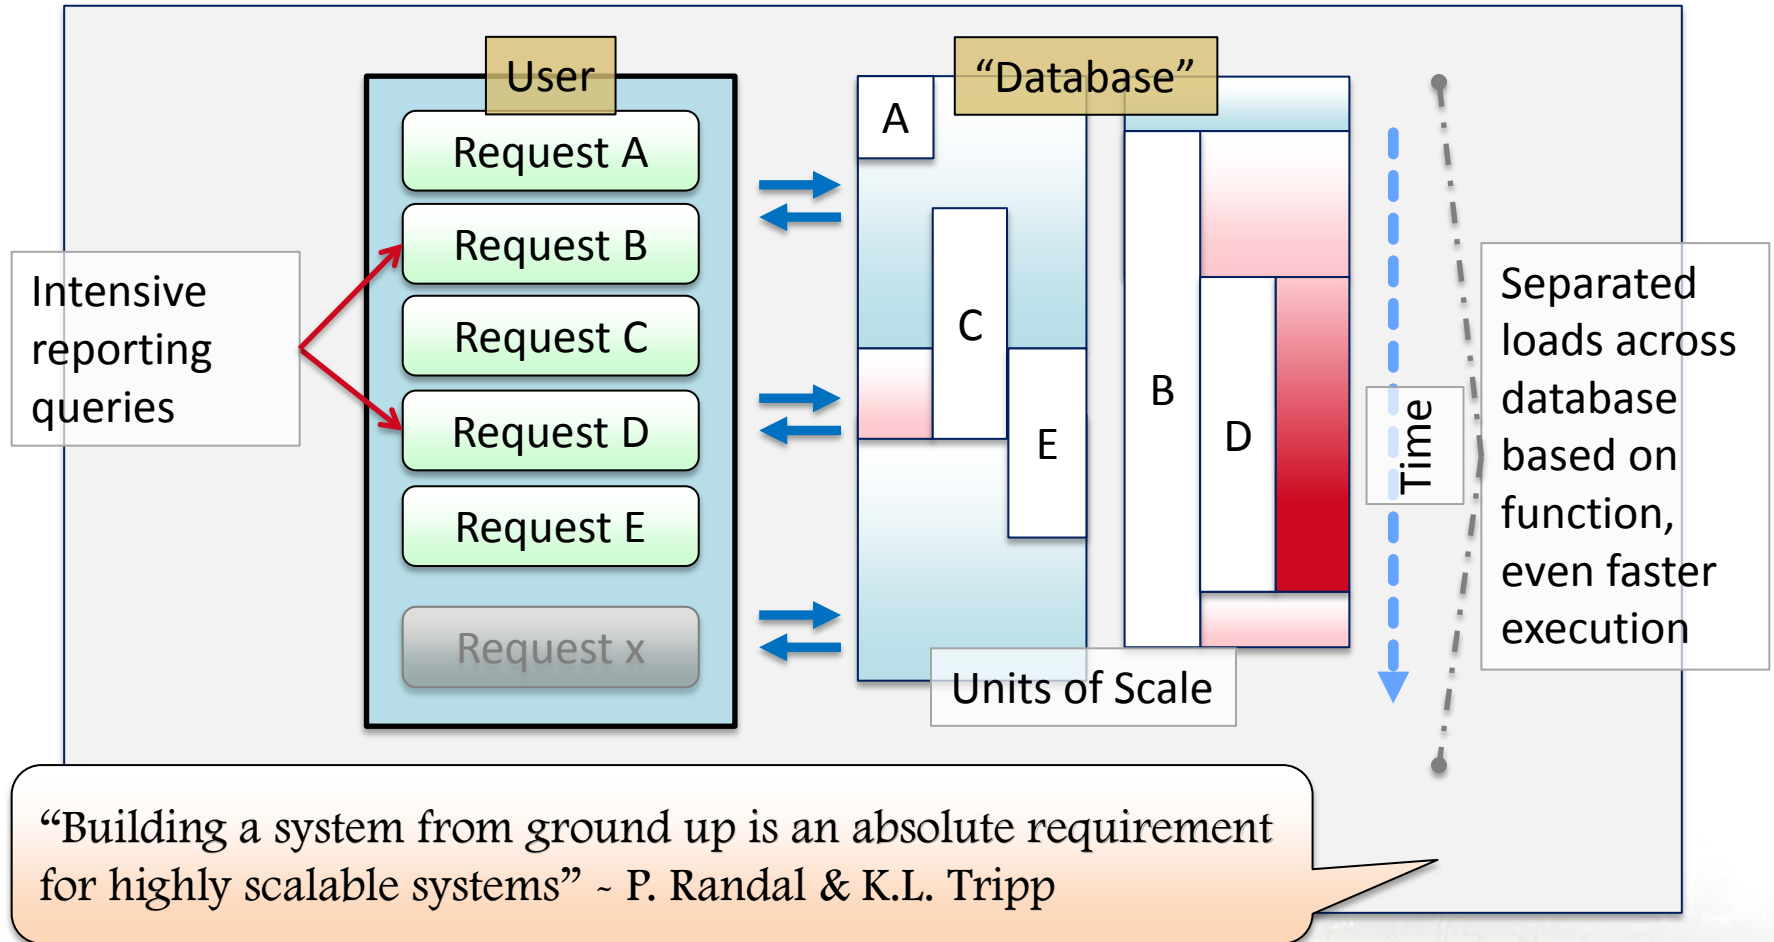 User
“Database”
Request A
Request B
Request C
Request D
Request E
Request x
Intensive
reporting
queries
A
C
E
B
D
Time
Units of Scale
Separated
loads across
database
based on
function,
even faster
execution
“Building a system from ground up is an absolute requirement
for highly scalable systems” - P. Randal & K.L. Tripp